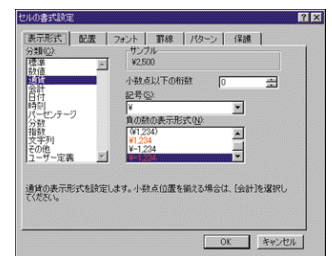 セルの書式設定
表示形式 配置 フォント 罫線 パターン 保護
分類(C):
標準
数値
通貨
会計
日付
時刻
パーセンテージ
分数
指数
文字列
その他
ユーザー定義
サンプル
¥2,500
小数点以下の桁数 0
記号(S):
¥
負の数の表示形式(N):
(¥1,234)
¥1,234
¥-1,234
¥-1,234
通貨の表示形式を設定します。小数点位置を揃える場合は、[会計]を選択し
てください。
OK キャンセル